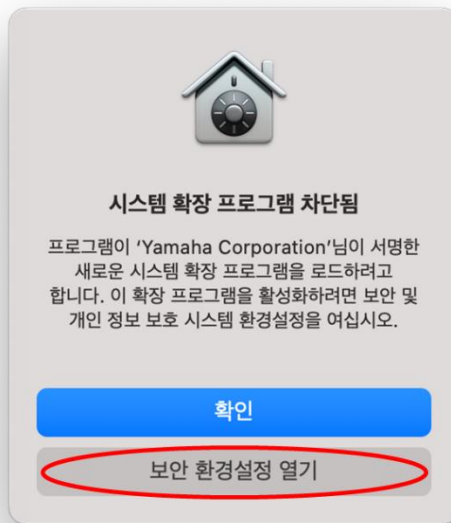 시스템 확장 프로그램 차단됨
프로그램이 ‘Yamaha Corporation’님이 서명한
새로운 시스템 확장 프로그램을 로드하려고
합니다. 이 확장 프로그램을 활성화하려면 보안 및
개인 정보 보호 시스템 환경설정을 여십시오.
확인
보안 환경설정 열기